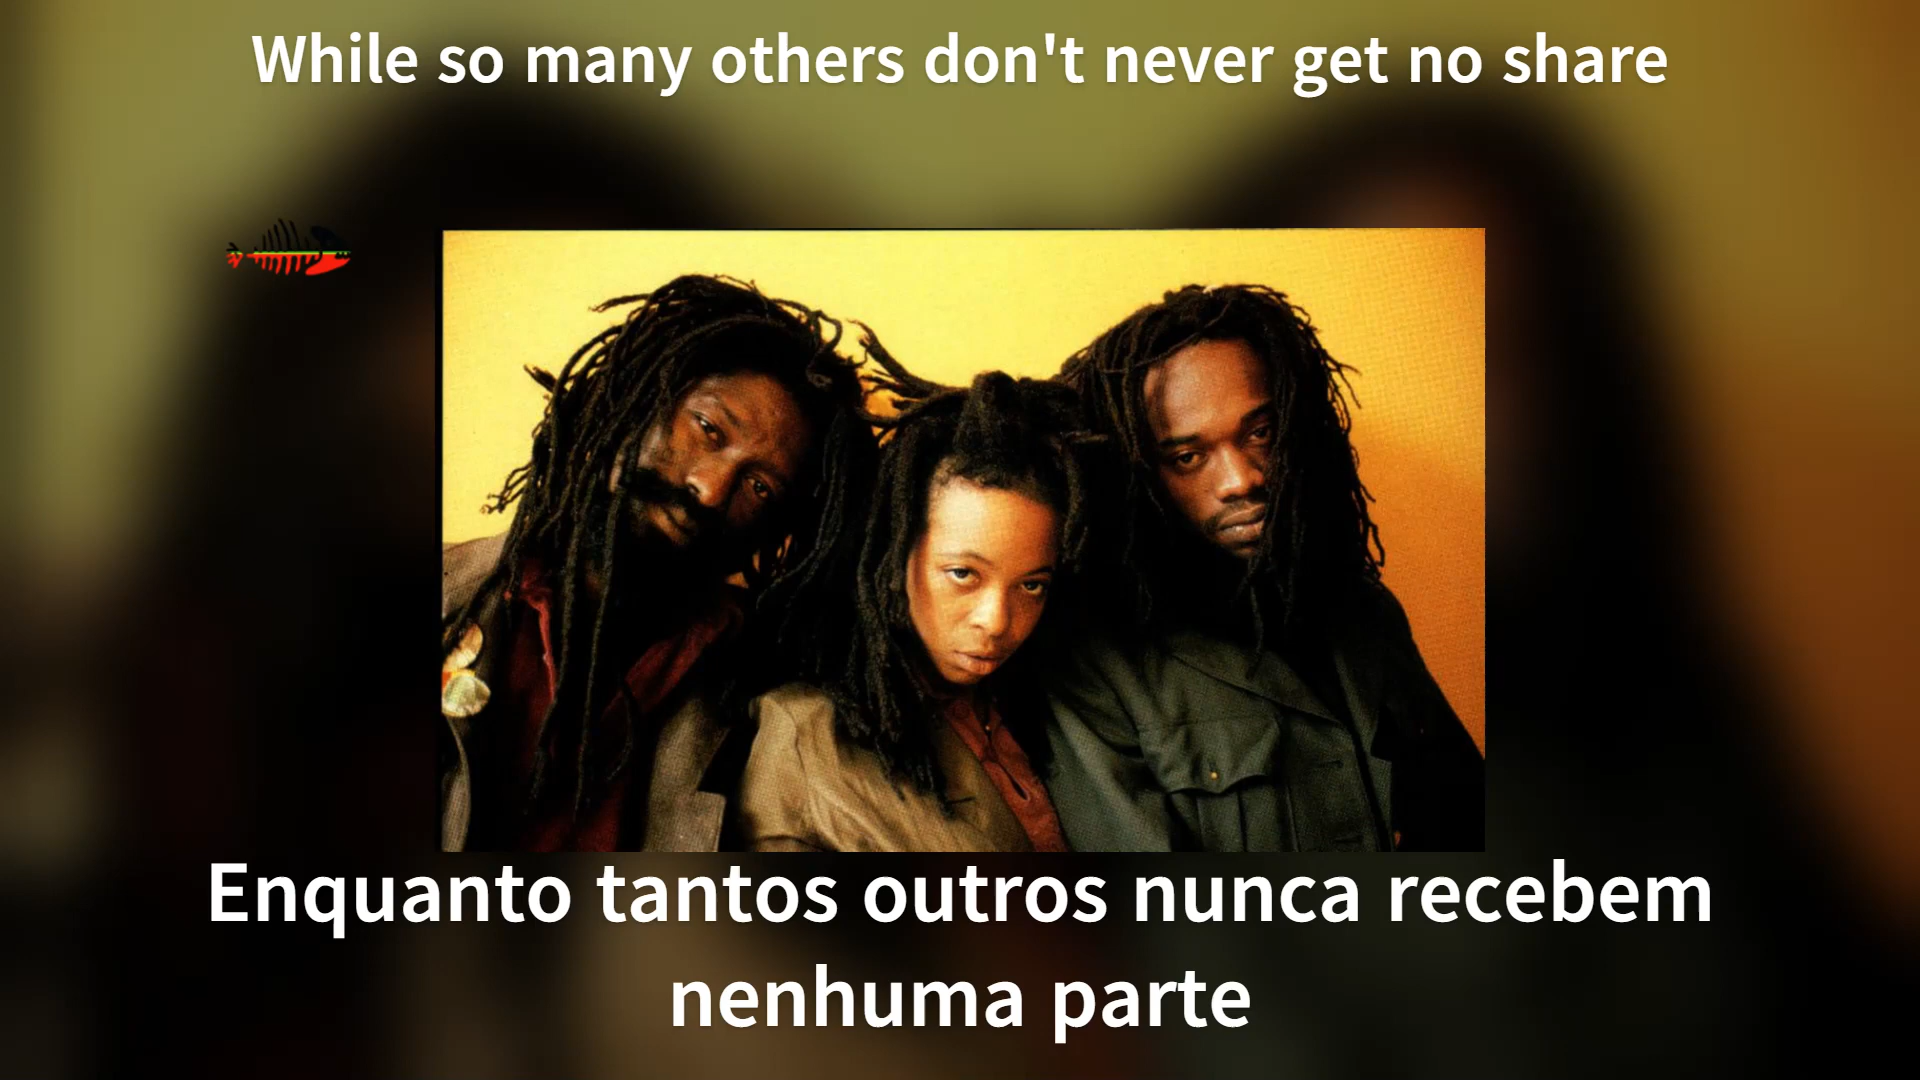 While so many others don't never get no share
Enquanto tantos outros nunca recebem
nenhuma parte